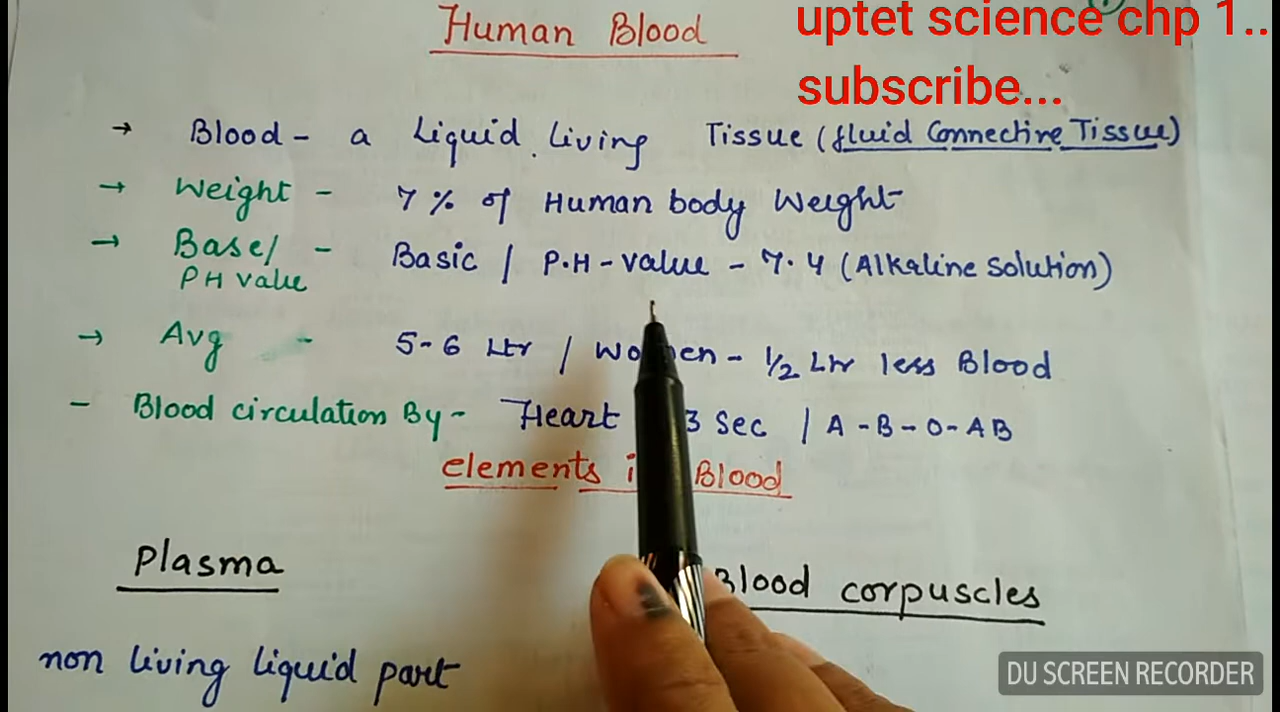 Human Blood
uptet science chp 1..
subscribe...
→ Blood - a Liquid Living Tissue (fluid Connective Tissue)
→ Weight - 7 % of Human body Weight
→ Base/ - Basic / P.H - value - 7.4 (Alkaline Solution)
PH value
→ Avg - 5-6 Ltr / Women - 1/2 Ltr less Blood
- Blood circulation By - Heart 3 Sec / A - B - O - AB
elements Blood
Plasma
Blood corpuscles
non living liquid part
DU SCREEN RECORDER